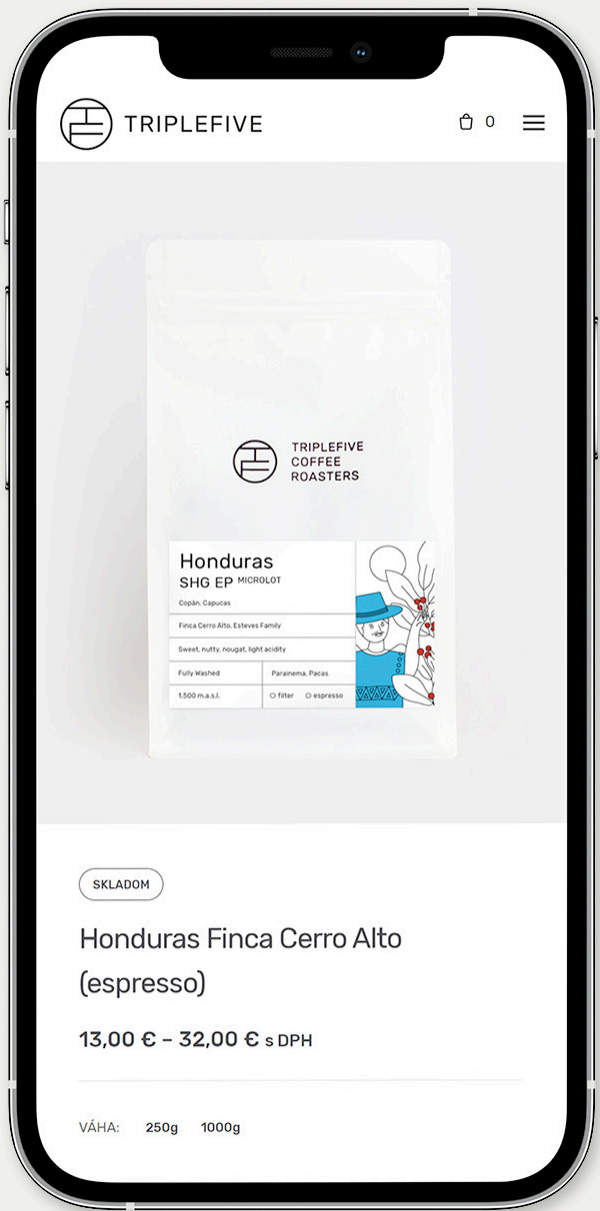 TRIPLEFIVE
0
TRIPLEFIVE
COFFEE
ROASTERS
Honduras
SHG EP MICROLOT
Copán, Capucas
Finca Cerro Alto, Esteves Family
Sweet, nutty, nougat, light acidity
Fully Washed
Parainema, Pacas
1.500 m.a.s.l.
filter
espresso
SKLADOM
Honduras Finca Cerro Alto
(espresso)
13,00 € – 32,00 € s DPH
VÁHA: 250g 1000g